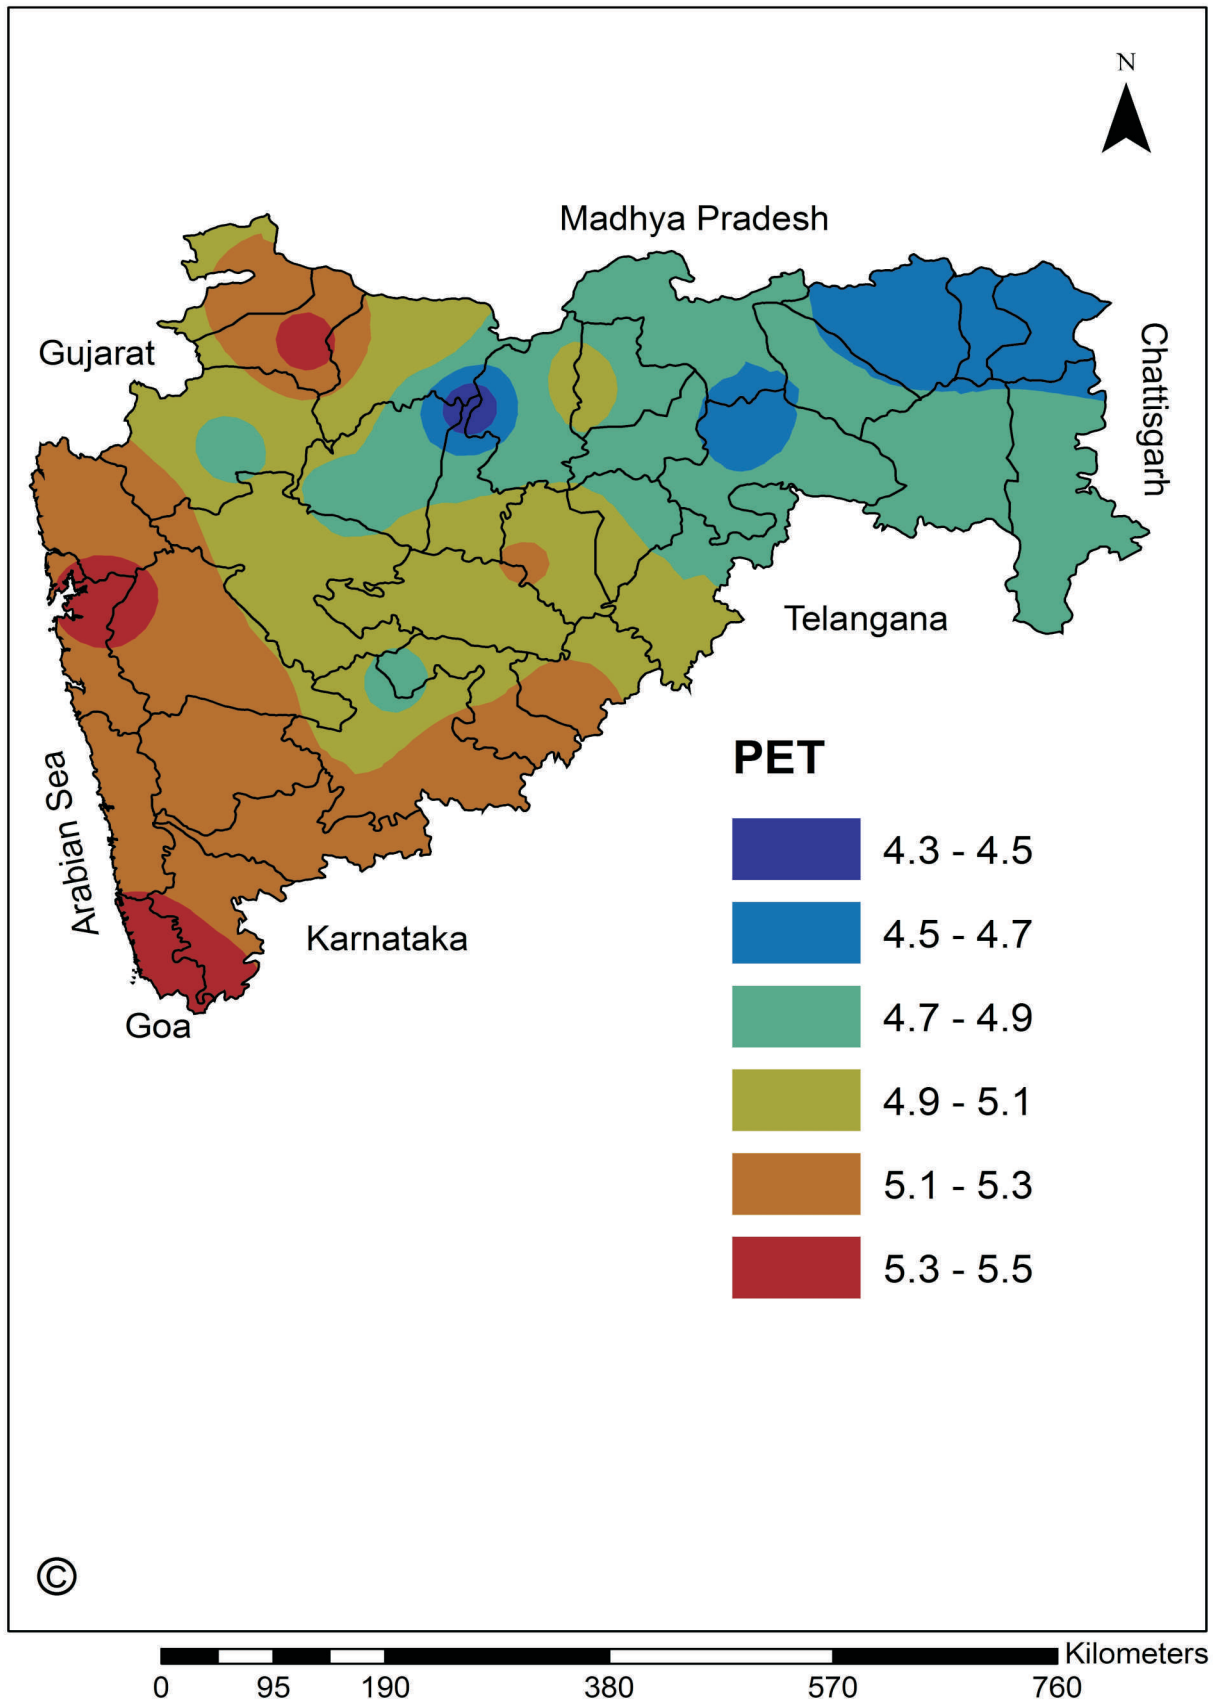 N
Madhya Pradesh
Gujarat
Chattisgarh
Telangana
Arabian Sea
Karnataka
Goa
PET
4.3 - 4.5
4.5 - 4.7
4.7 - 4.9
4.9 - 5.1
5.1 - 5.3
5.3 - 5.5
©
Kilometers
0 95 190 380 570 760